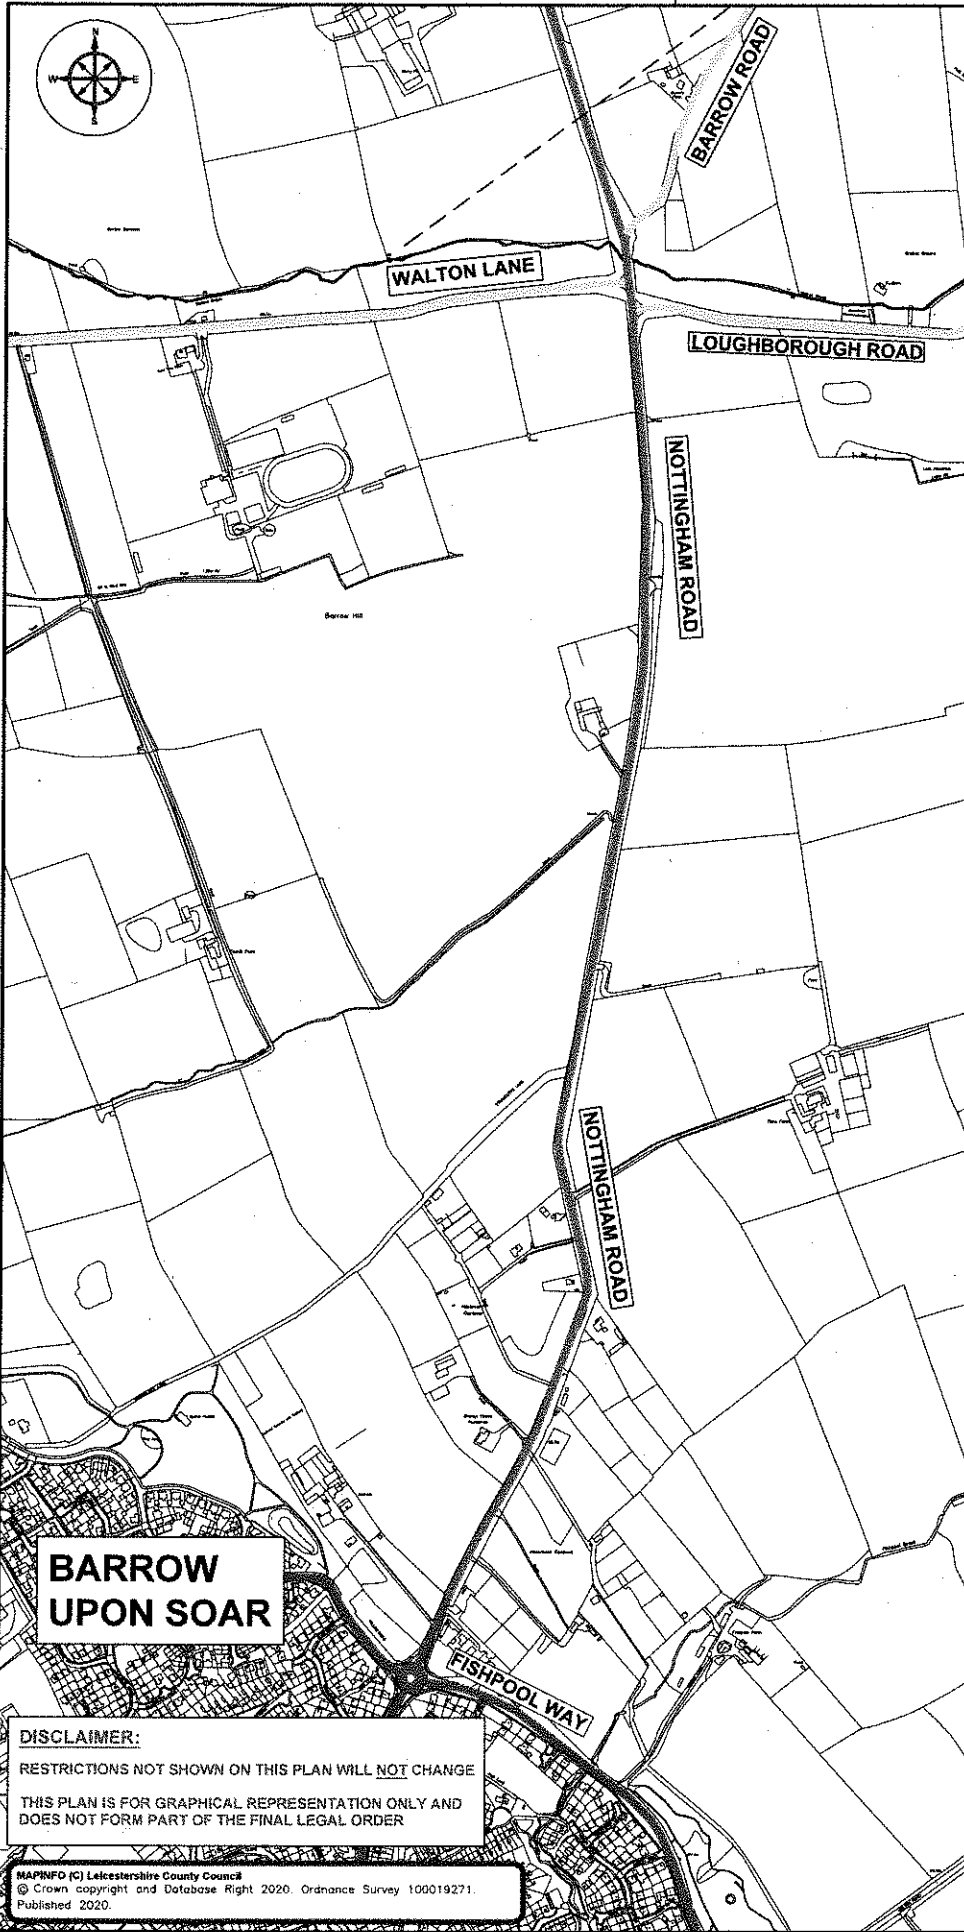 N
W E
S
BARROW ROAD
WALTON LANE
LOUGHBOROUGH ROAD
NOTTINGHAM ROAD
Barrow Hill
NOTTINGHAM ROAD
BARROW
UPON SOAR
FISHPOOL WAY
DISCLAIMER:
RESTRICTIONS NOT SHOWN ON THIS PLAN WILL NOT CHANGE
THIS PLAN IS FOR GRAPHICAL REPRESENTATION ONLY AND
DOES NOT FORM PART OF THE FINAL LEGAL ORDER
MAPINFO (C) Leicestershire County Council
© Crown copyright and Database Right 2020. Ordnance Survey 100019271.
Published 2020.